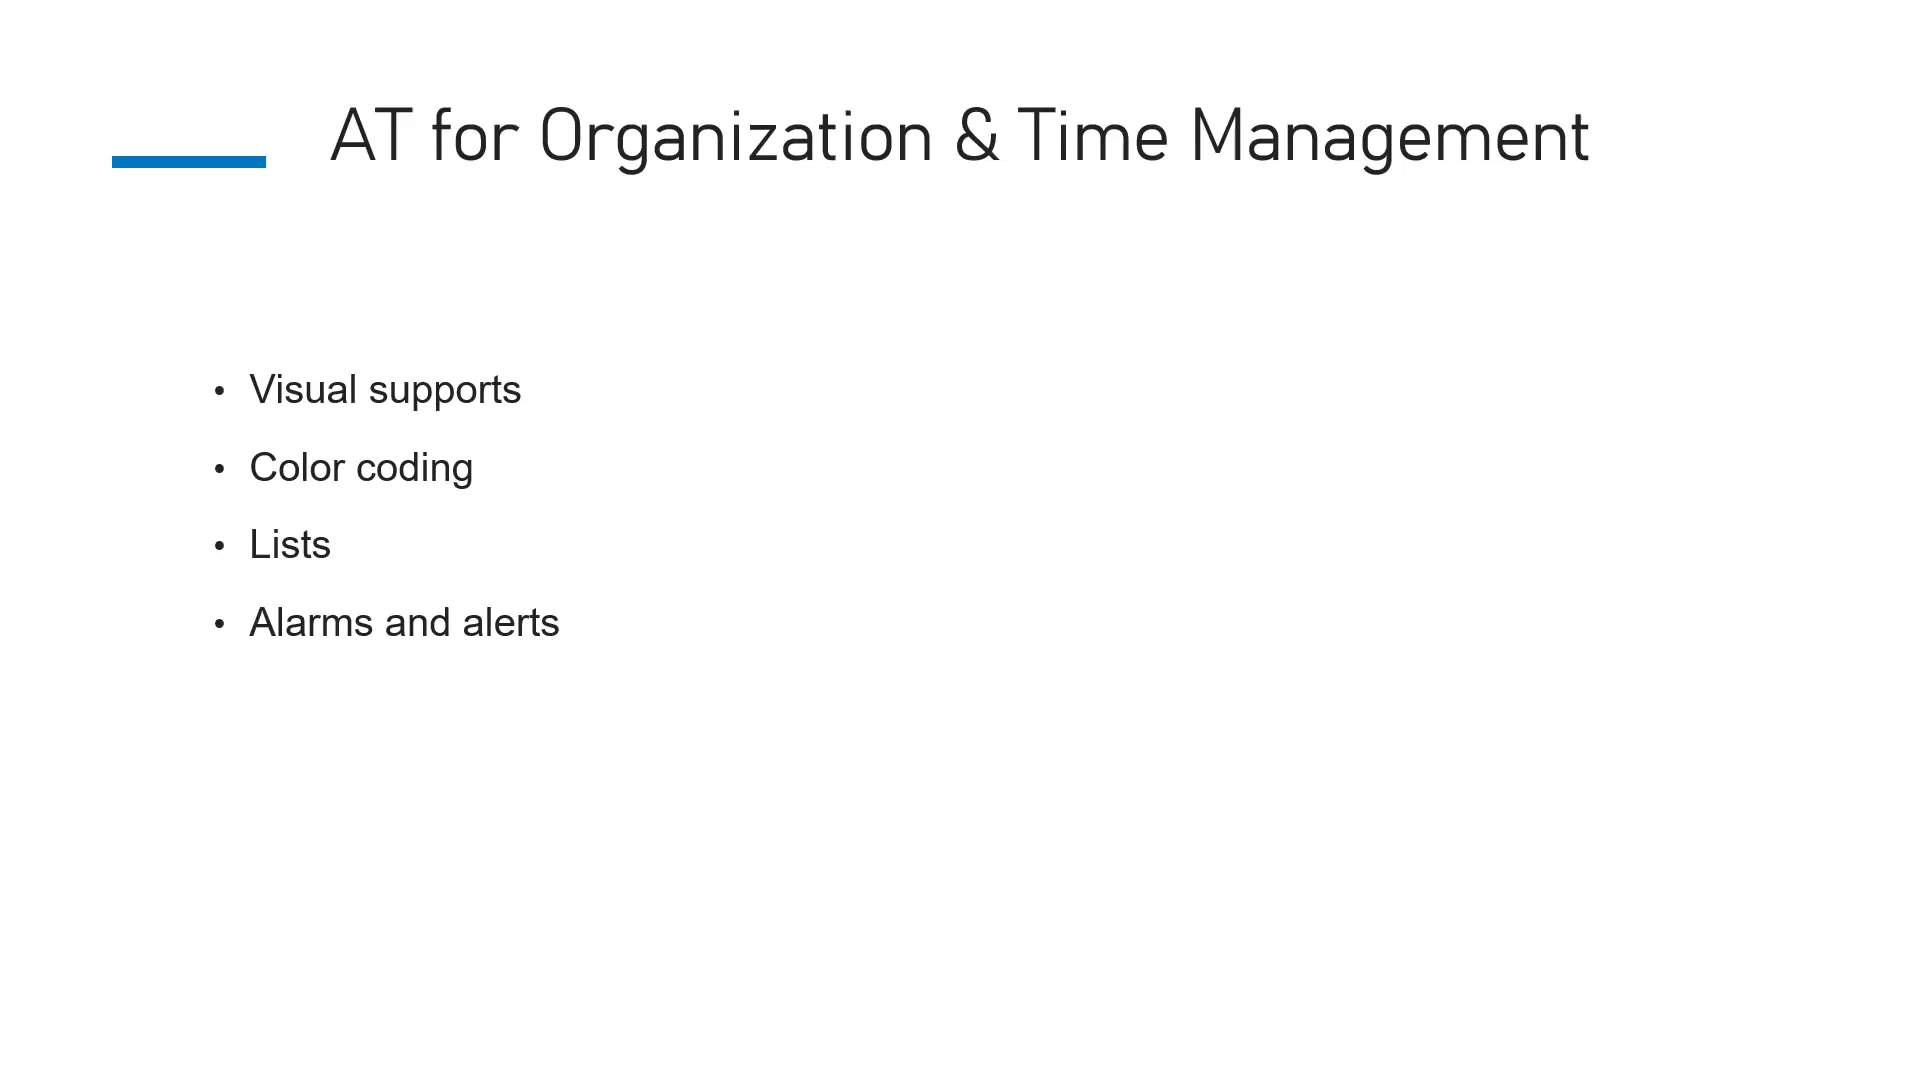 AT for Organization & Time Management
• Visual supports
• Color coding
• Lists
• Alarms and alerts